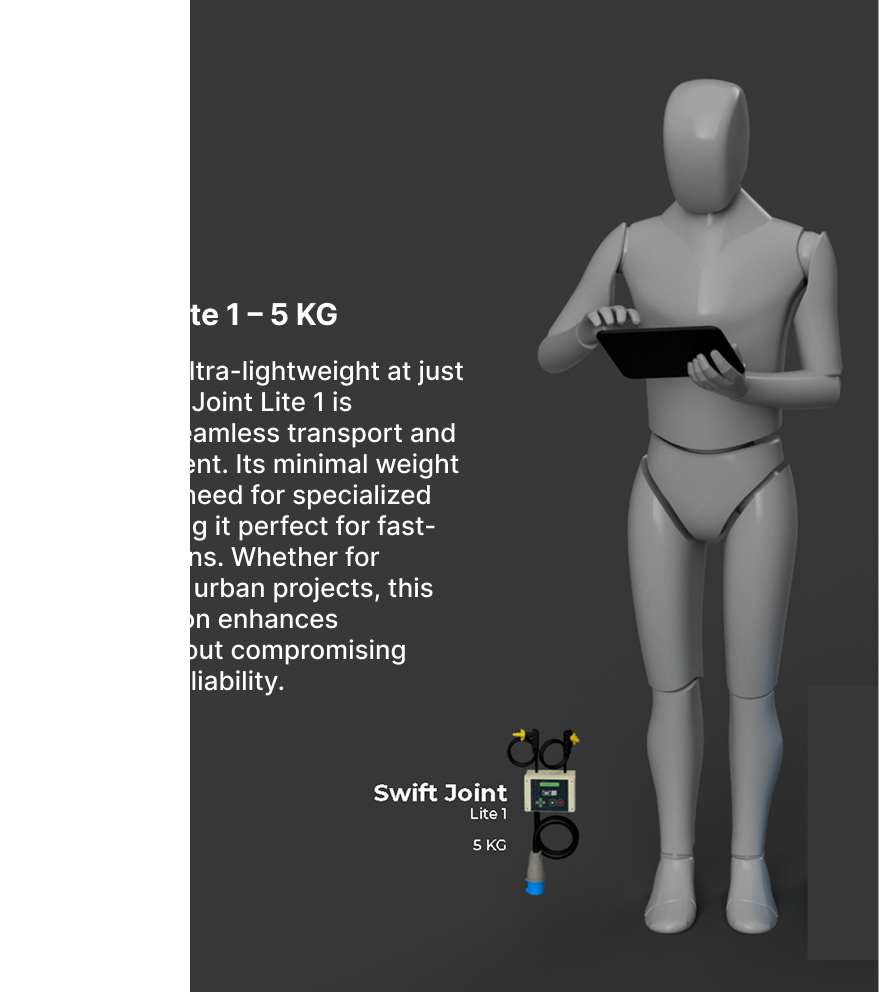 te 1 – 5 KG
ltra-lightweight at just
Joint Lite 1 is
eamless transport and
ent. Its minimal weight
need for specialized
g it perfect for fast-
ns. Whether for
urban projects, this
on enhances
out compromising
liability.
Swift Joint
Lite 1
5 KG